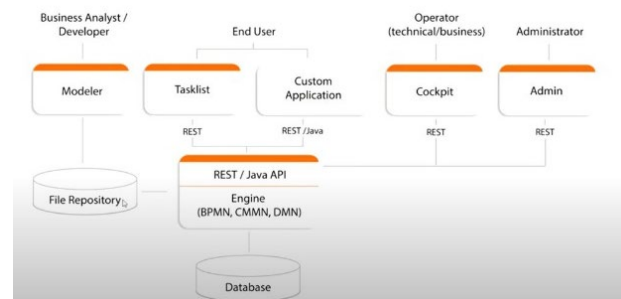 Business Analyst /
Developer
End User
Operator
(technical/business)
Administrator
Modeler
Tasklist
Custom
Application
Cockpit
Admin
REST
REST /Java
REST
REST
REST / Java API
Engine
(BPMN, CMMN, DMN)
File Repository
Database